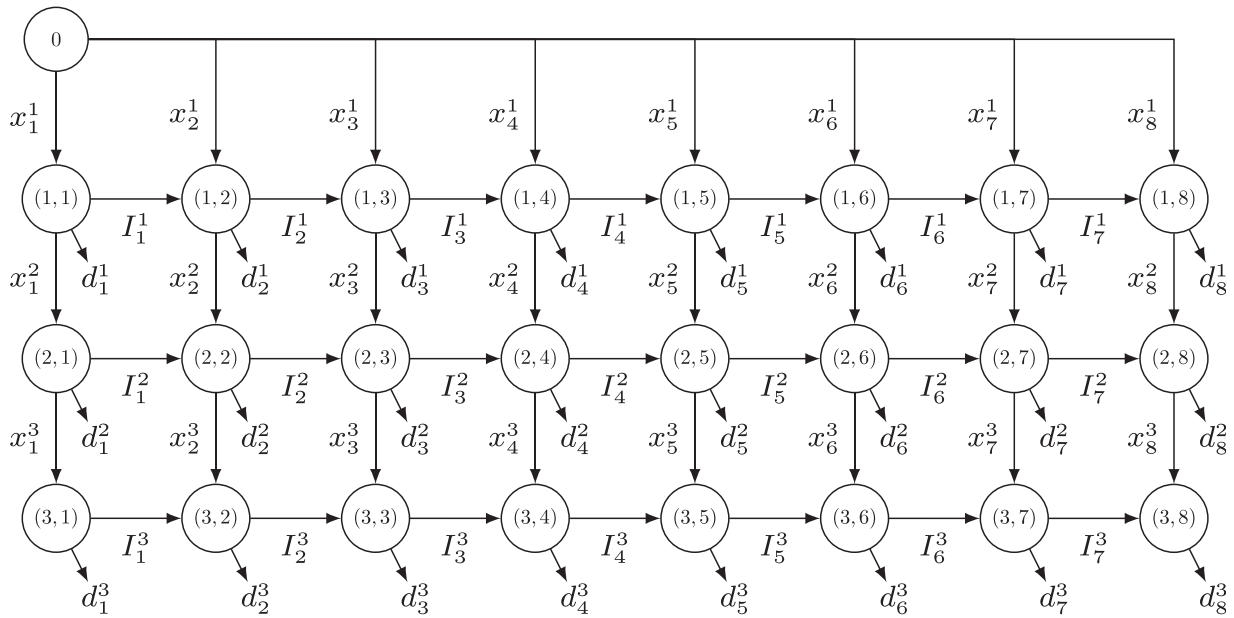 0
x_1^1 x_2^1 x_3^1 x_4^1 x_5^1 x_6^1 x_7^1 x_8^1
(1,1) (1,2) (1,3) (1,4) (1,5) (1,6) (1,7) (1,8)
I_1^1 I_2^1 I_3^1 I_4^1 I_5^1 I_6^1 I_7^1
x_1^2 d_1^1 x_2^2 d_2^1 x_3^2 d_3^1 x_4^2 d_4^1 x_5^2 d_5^1 x_6^2 d_6^1 x_7^2 d_7^1 x_8^2 d_8^1
(2,1) (2,2) (2,3) (2,4) (2,5) (2,6) (2,7) (2,8)
I_1^2 I_2^2 I_3^2 I_4^2 I_5^2 I_6^2 I_7^2
x_1^3 d_1^2 x_2^3 d_2^2 x_3^3 d_3^2 x_4^3 d_4^2 x_5^3 d_5^2 x_6^3 d_6^2 x_7^3 d_7^2 x_8^3 d_8^2
(3,1) (3,2) (3,3) (3,4) (3,5) (3,6) (3,7) (3,8)
I_1^3 I_2^3 I_3^3 I_4^3 I_5^3 I_6^3 I_7^3
d_1^3 d_2^3 d_3^3 d_4^3 d_5^3 d_6^3 d_7^3 d_8^3